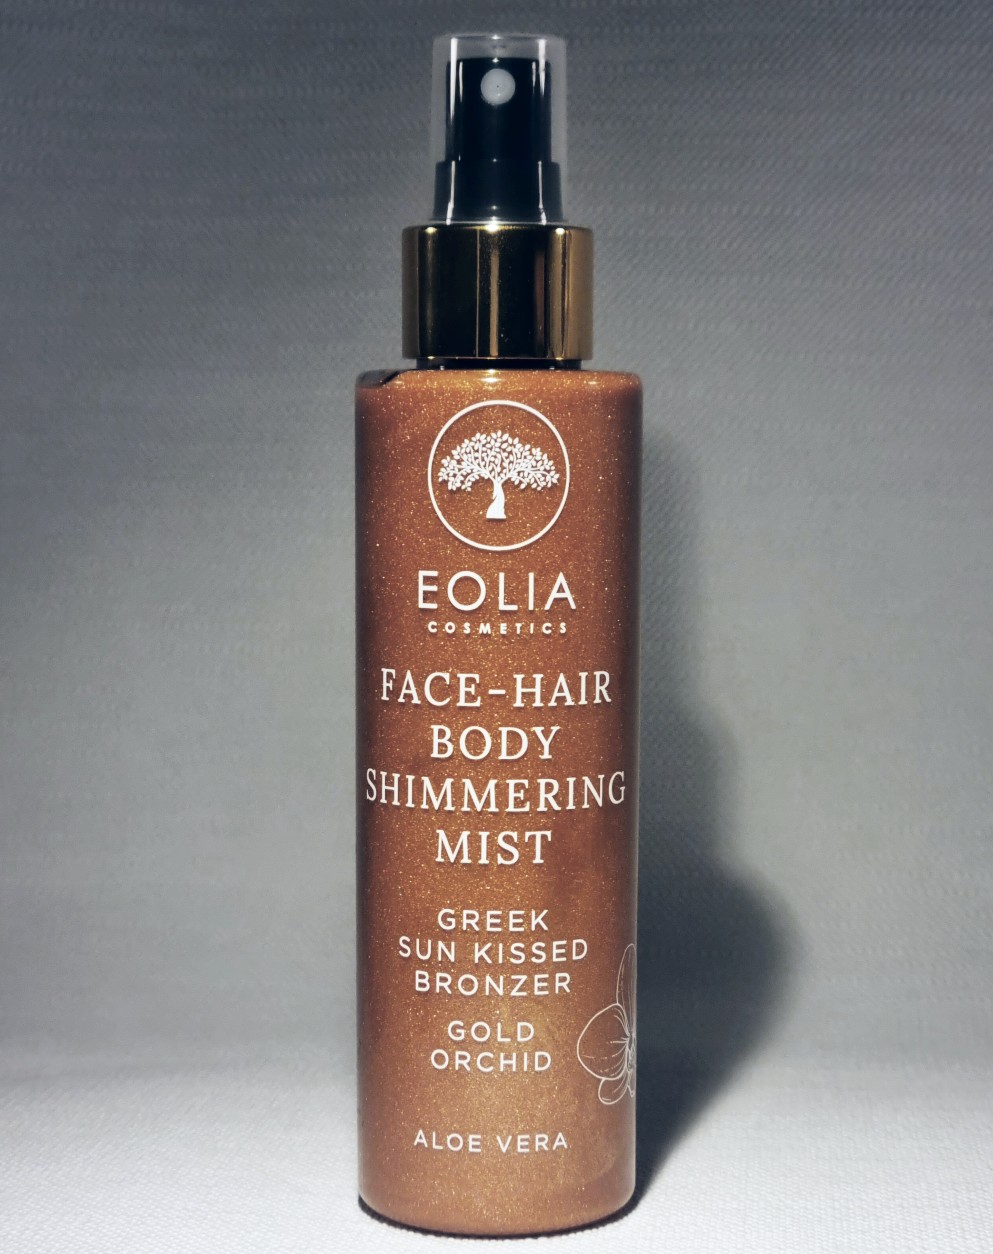 EOLIA
COSMETICS
FACE-HAIR
BODY
SHIMMERING
MIST
GREEK
SUN KISSED
BRONZER
GOLD
ORCHID
ALOE VERA